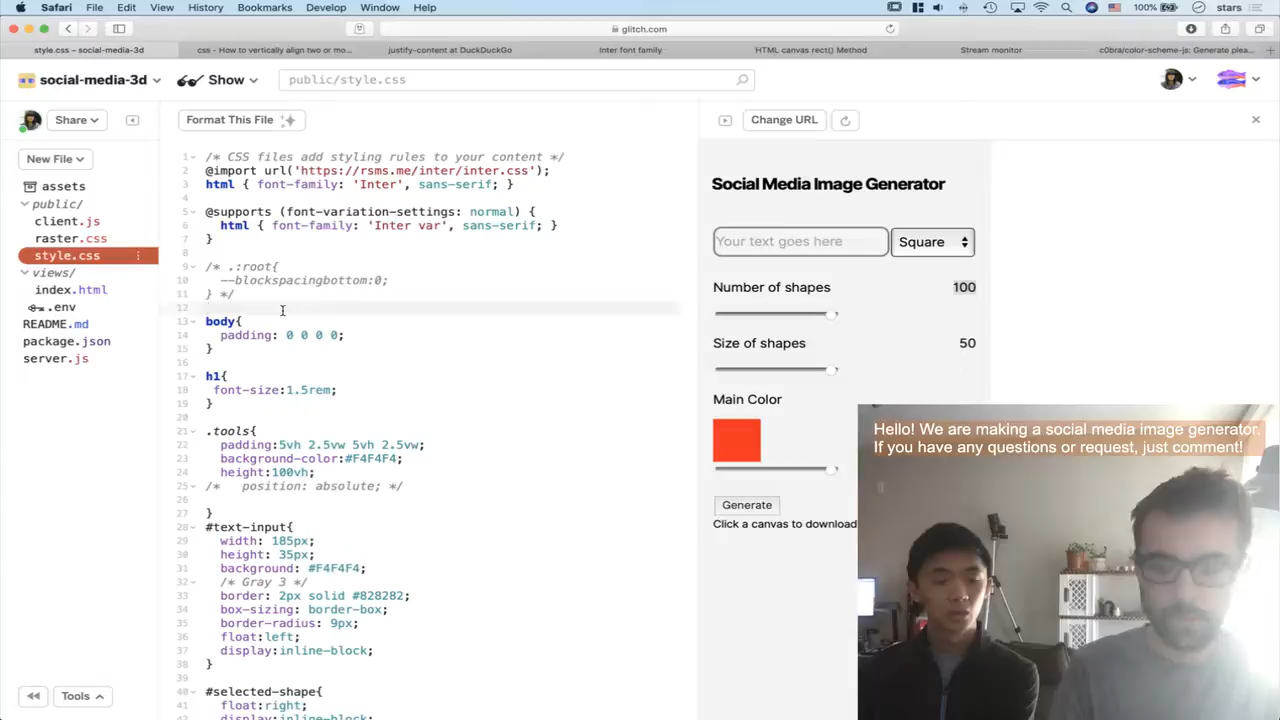 Safari File Edit View History Bookmarks Develop Window Help 100% stars
glitch.com
style.css – social-media-3d css - How to vertically align two or mo... justify-content at DuckDuckGo Inter font family HTML canvas rect() Method Stream monitor c0bra/color-scheme-js: Generate plea...
social-media-3d Show public/style.css
Share Format This File Change URL
New File
assets
public/
client.js
raster.css
style.css
views/
index.html
.env
README.md
package.json
server.js
Tools
1 /* CSS files add styling rules to your content */
2 @import url('https://rsms.me/inter/inter.css');
3 html { font-family: 'Inter', sans-serif; }
4
5 @supports (font-variation-settings: normal) {
6 html { font-family: 'Inter var', sans-serif; }
7 }
8
9 /* .:root{
10 --blockspacingbottom:0;
11 } */
12
13 body{
14 padding: 0 0 0 0;
15 }
16
17 h1{
18 font-size:1.5rem;
19 }
20
21 .tools{
22 padding:5vh 2.5vw 5vh 2.5vw;
23 background-color:#F4F4F4;
24 height:100vh;
25 /* position: absolute; */
26
27 }
28 #text-input{
29 width: 185px;
30 height: 35px;
31 background: #F4F4F4;
32 /* Gray 3 */
33 border: 2px solid #828282;
34 box-sizing: border-box;
35 border-radius: 9px;
36 float:left;
37 display:inline-block;
38 }
39
40 #selected-shape{
41 float:right;
42 display:inline-block;
Social Media Image Generator
Your text goes here Square
Number of shapes 100
Size of shapes 50
Main Color
Generate
Click a canvas to download
Hello! We are making a social media image generator.
If you have any questions or request, just comment!